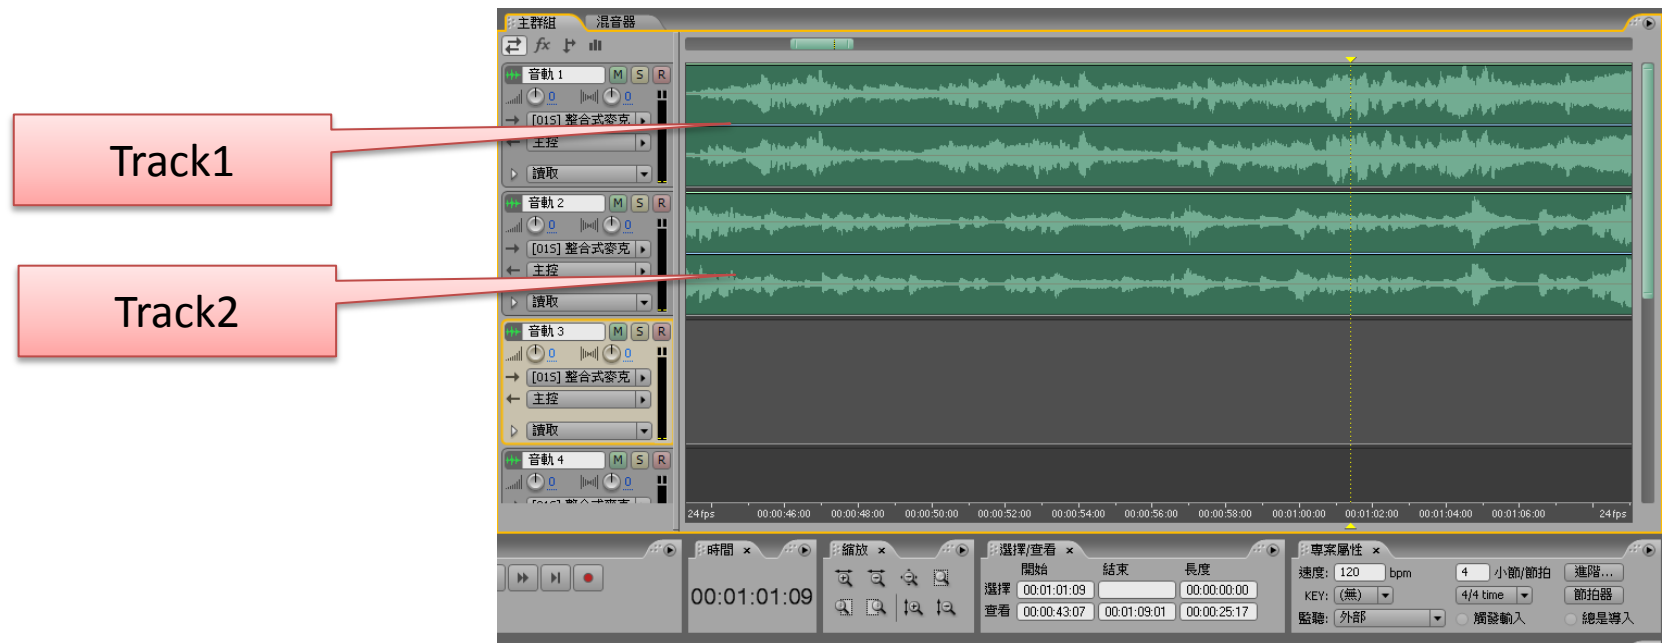 主群組 混音器
fx
音軌 1 M S R
0 0
[01S] 整合式麥克
主控
讀取
Track1
音軌 2 M S R
0 0
[01S] 整合式麥克
主控
讀取
Track2
音軌 3 M S R
0 0
[01S] 整合式麥克
主控
讀取
音軌 4 M S R
0 0
[01S] 整合式麥克
24fps 00:00:46:00 00:00:48:00 00:00:50:00 00:00:52:00 00:00:54:00 00:00:56:00 00:00:58:00 00:01:00:00 00:01:02:00 00:01:04:00 00:01:06:00 24fps
時間 ×
00:01:01:09
縮放 ×
選擇/查看 ×
開始 結束 長度
選擇 00:01:01:09 00:00:00:00
查看 00:00:43:07 00:01:09:01 00:00:25:17
專案屬性 ×
速度: 120 bpm 4 小節/節拍 進階...
KEY: (無) 4/4 time 節拍器
監聽: 外部 觸發輸入 總是導入